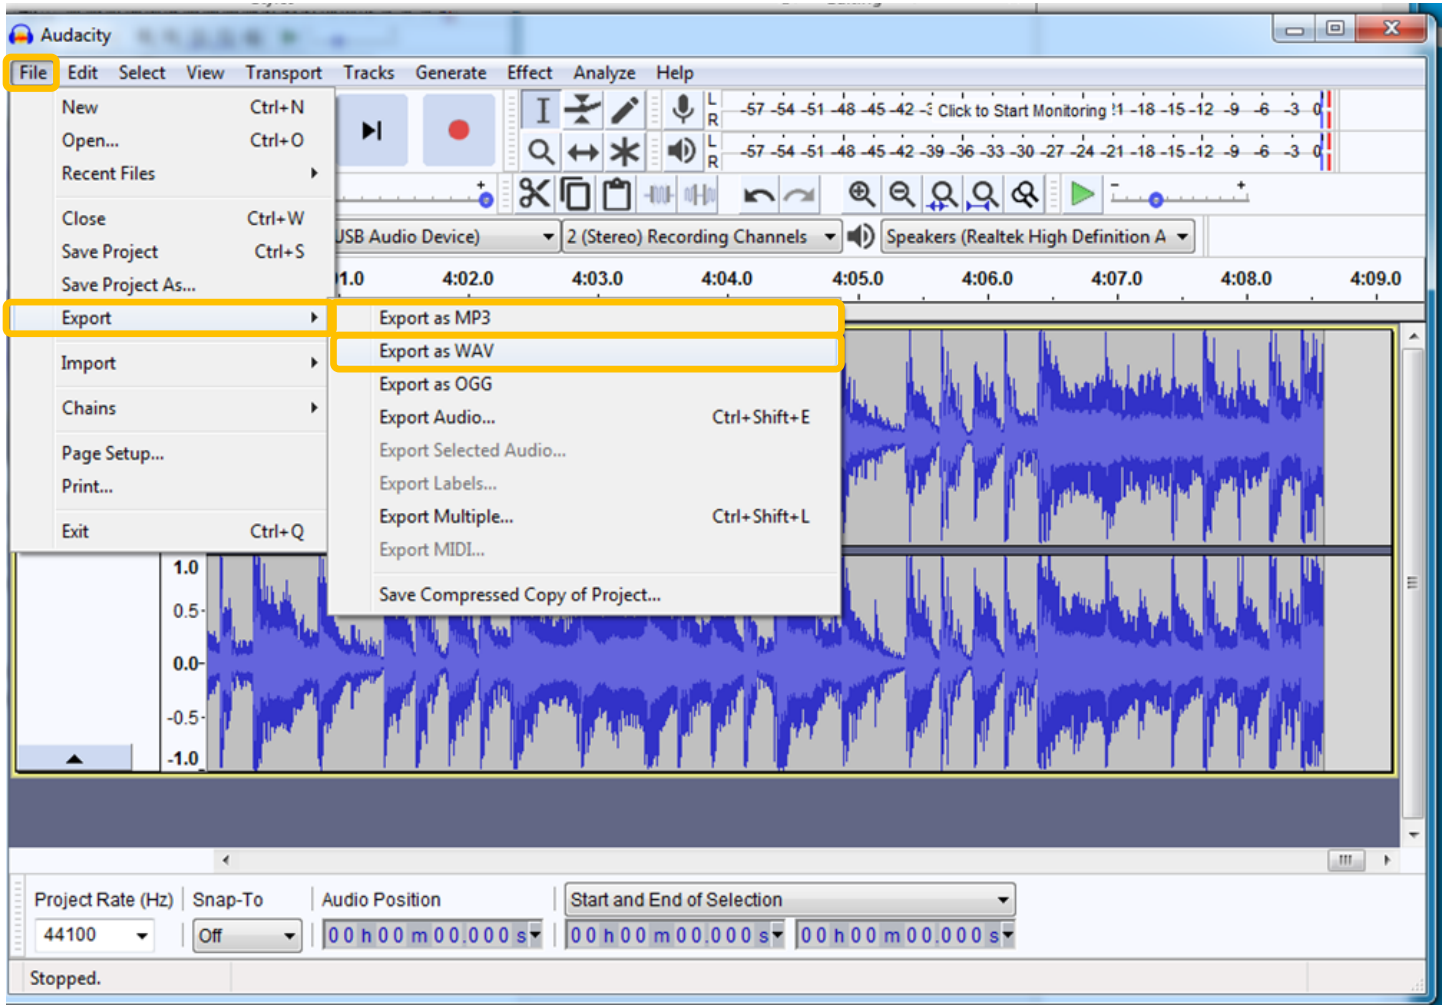 Audacity
File Edit Select View Transport Tracks Generate Effect Analyze Help
New Ctrl+N
Open... Ctrl+O
Recent Files
Close Ctrl+W
Save Project Ctrl+S
Save Project As...
Export
Import
Chains
Page Setup...
Print...
Exit Ctrl+Q
L
R
-57 -54 -51 -48 -45 -42 -3 Click to Start Monitoring !1 -18 -15 -12 -9 -6 -3 0
L
R
-57 -54 -51 -48 -45 -42 -39 -36 -33 -30 -27 -24 -21 -18 -15 -12 -9 -6 -3 0
- +
USB Audio Device) 2 (Stereo) Recording Channels Speakers (Realtek High Definition A
1.0 4:02.0 4:03.0 4:04.0 4:05.0 4:06.0 4:07.0 4:08.0 4:09.0
Export as MP3
Export as WAV
Export as OGG
Export Audio... Ctrl+Shift+E
Export Selected Audio...
Export Labels...
Export Multiple... Ctrl+Shift+L
Export MIDI...
Save Compressed Copy of Project...
1.0
0.5
0.0
-0.5
-1.0
Project Rate (Hz) Snap-To Audio Position Start and End of Selection
44100 Off 00 h 00 m 00.000 s 00 h 00 m 00.000 s 00 h 00 m 00.000 s
Stopped.